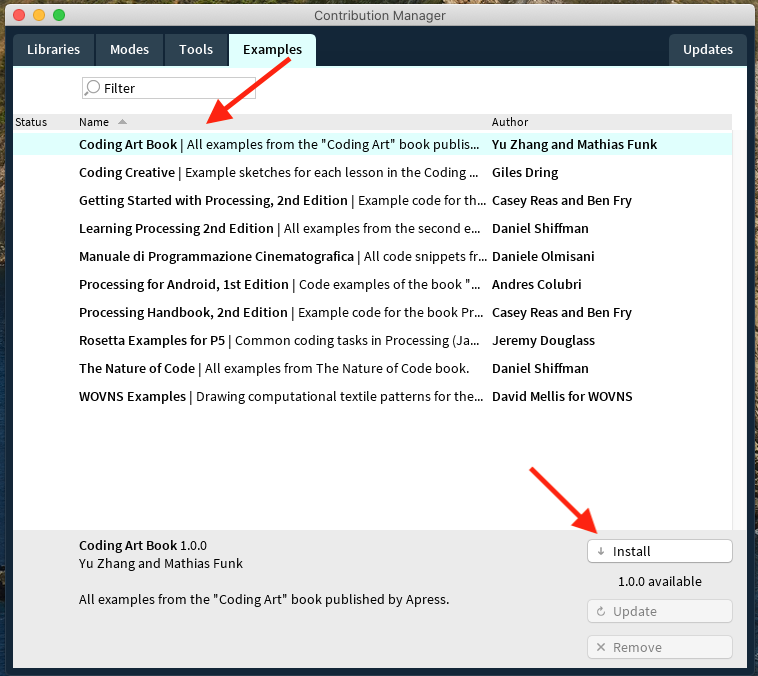 Contribution Manager
Libraries Modes Tools Examples Updates
Filter
Status Name Author
Coding Art Book | All examples from the "Coding Art" book publis... Yu Zhang and Mathias Funk
Coding Creative | Example sketches for each lesson in the Coding ... Giles Dring
Getting Started with Processing, 2nd Edition | Example code for th... Casey Reas and Ben Fry
Learning Processing 2nd Edition | All examples from the second e... Daniel Shiffman
Manuale di Programmazione Cinematografica | All code snippets fr... Daniele Olmisani
Processing for Android, 1st Edition | Code examples of the book "... Andres Colubri
Processing Handbook, 2nd Edition | Example code for the book Pr... Casey Reas and Ben Fry
Rosetta Examples for P5 | Common coding tasks in Processing (Ja... Jeremy Douglass
The Nature of Code | All examples from The Nature of Code book. Daniel Shiffman
WOVNS Examples | Drawing computational textile patterns for the... David Mellis for WOVNS
Coding Art Book 1.0.0
Yu Zhang and Mathias Funk
All examples from the "Coding Art" book published by Apress.
Install
1.0.0 available
Update
Remove